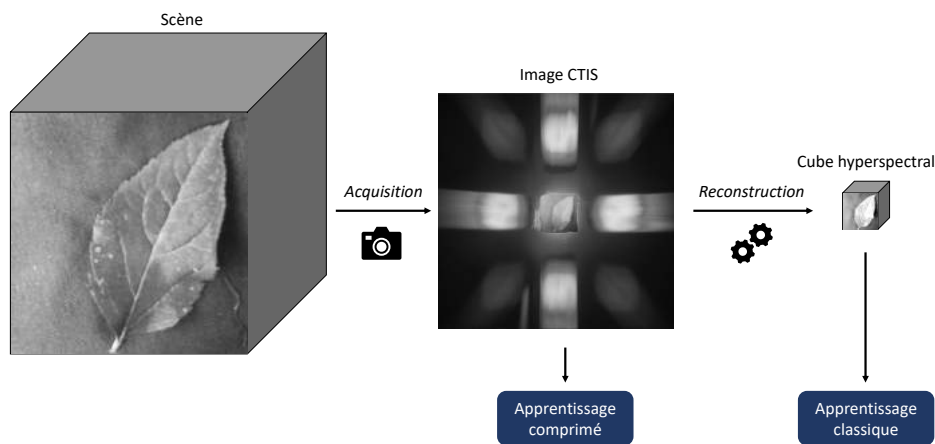 Scène
Image CTIS
Cube hyperspectral
Acquisition
Reconstruction
Apprentissage
comprimé
Apprentissage
classique